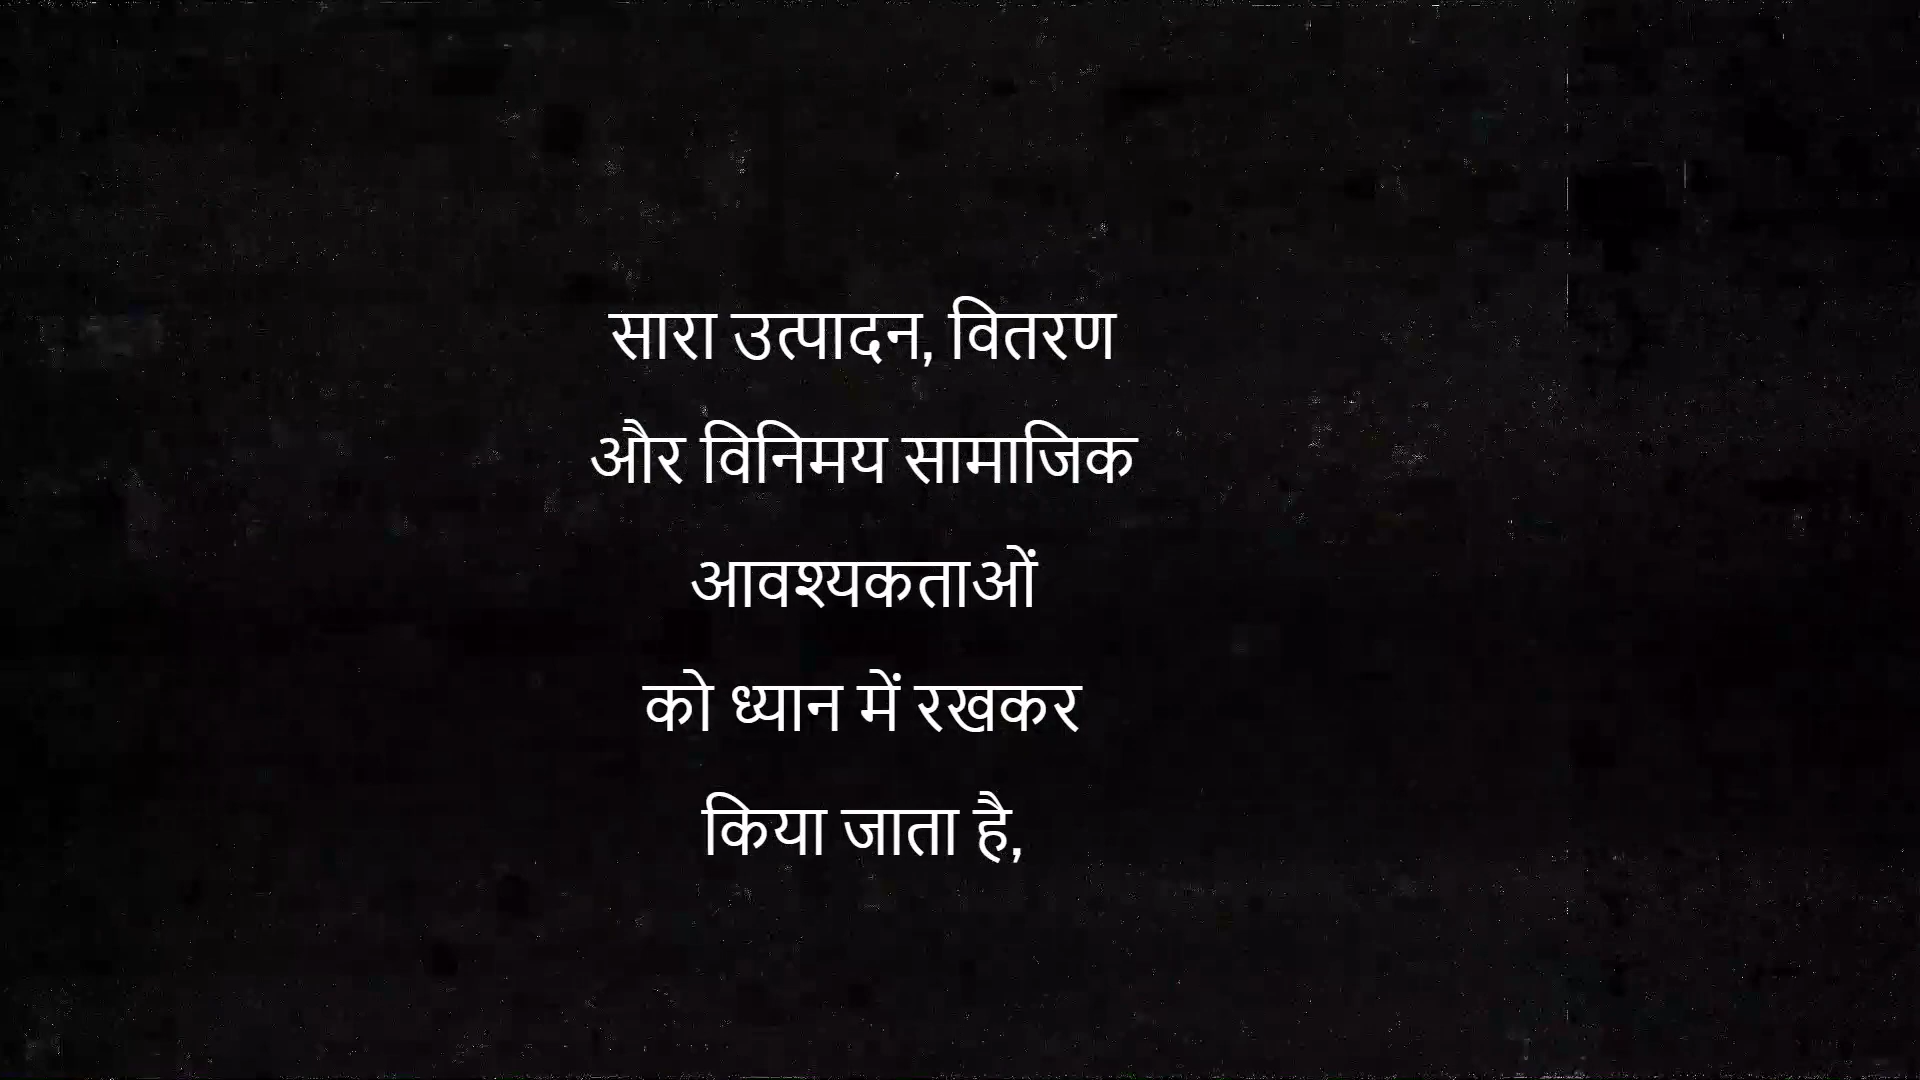 सारा उत्पादन, वितरण
और विनिमय सामाजिक
आवश्यकताओं
को ध्यान में रखकर
किया जाता है,